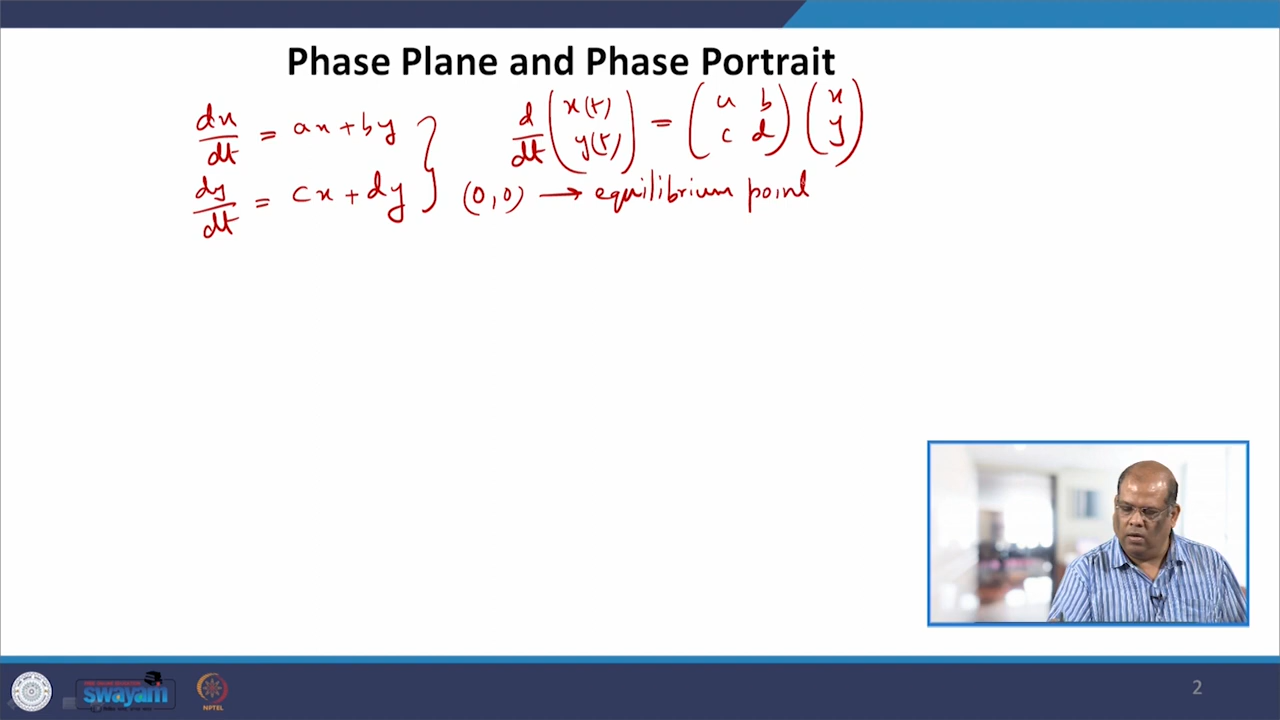 Phase Plane and Phase Portrait
dx/dt = ax + by } d/dt (x(t) y(t)) = (a b c d) (x y)
dy/dt = cx + dy } (0,0) → equilibrium point
swayam
NPTEL
2